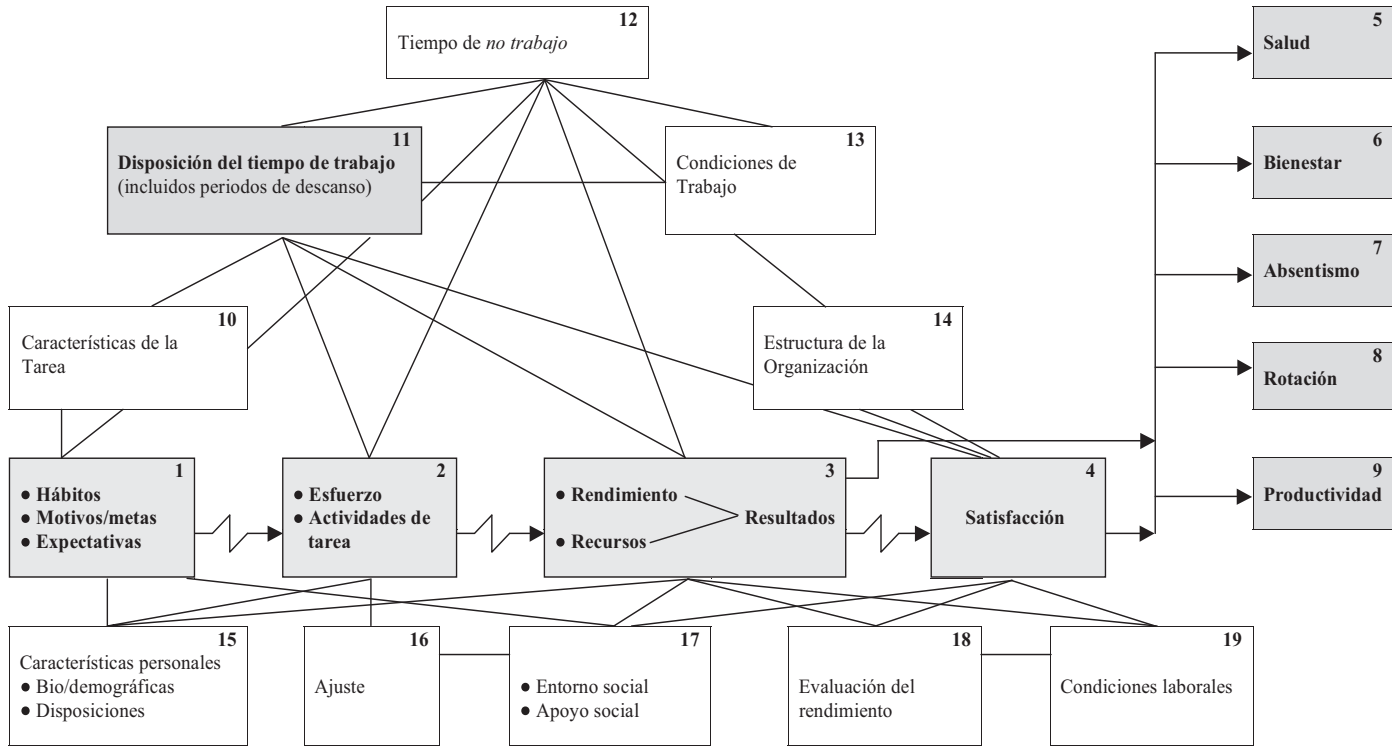 12
Tiempo de no trabajo
11
Disposición del tiempo de trabajo
(incluidos periodos de descanso)
13
Condiciones de
Trabajo
10
Características de la
Tarea
14
Estructura de la
Organización
1
● Hábitos
● Motivos/metas
● Expectativas
2
● Esfuerzo
● Actividades de
tarea
3
● Rendimiento
Resultados
● Recursos
4
Satisfacción
5
Salud
6
Bienestar
7
Absentismo
8
Rotación
9
Productividad
15
Características personales
● Bio/demográficas
● Disposiciones
16
Ajuste
17
● Entorno social
● Apoyo social
18
Evaluación del
rendimiento
19
Condiciones laborales